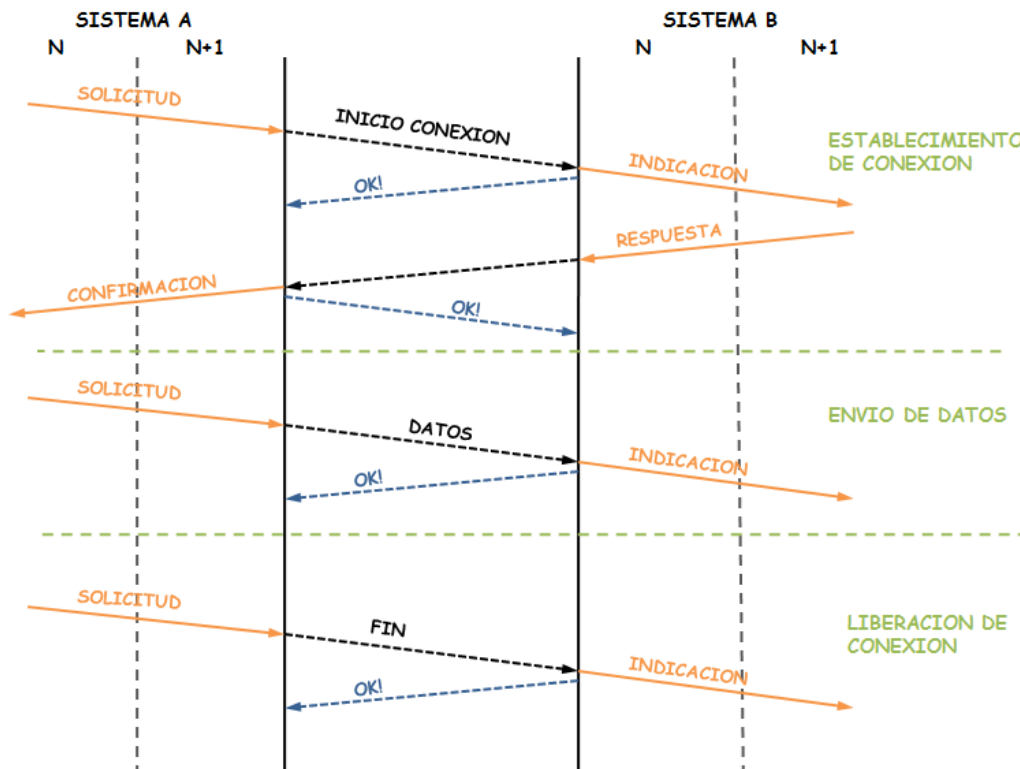 SISTEMA A
SISTEMA B
N
N+1
N
N+1
SOLICITUD
INICIO CONEXION
INDICACION
ESTABLECIMIENTO
DE CONEXION
OK!
RESPUESTA
CONFIRMACION
OK!
SOLICITUD
DATOS
INDICACION
ENVIO DE DATOS
OK!
SOLICITUD
FIN
INDICACION
LIBERACION DE
CONEXION
OK!